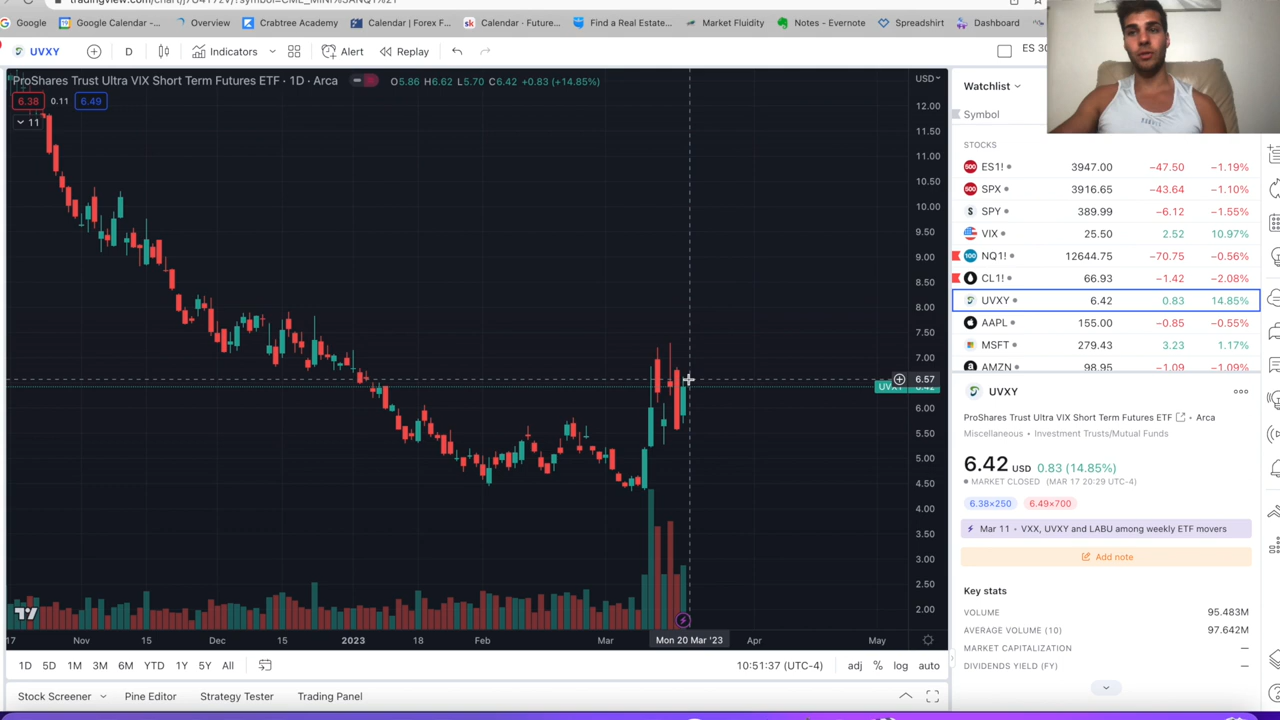 Google
Google Calendar -...
Overview
Crabtree Academy
Calendar | Forex F...
Calendar - Future...
Find a Real Estate...
Market Fluidity
Notes - Evernote
Spreadshirt
Dashboard
UVXY
D
Indicators
Alert
Replay
ES 30
ProShares Trust Ultra VIX Short Term Futures ETF · 1D · Arca
O5.86 H6.62 L5.70 C6.42 +0.83 (+14.85%)
USD
6.38 0.11 6.49
11
12.00
11.50
11.00
10.50
10.00
9.50
9.00
8.50
8.00
7.50
7.00
6.57
6.00
5.50
5.00
4.50
4.00
3.50
3.00
2.50
2.00
17 Nov 15 Dec 15 2023 18 Feb Mar Mon 20 Mar '23 Apr May
1D 5D 1M 3M 6M YTD 1Y 5Y All
10:51:37 (UTC-4) adj % log auto
Stock Screener Pine Editor Strategy Tester Trading Panel
Watchlist
Symbol
STOCKS
ES1! 3947.00 −47.50 −1.19%
SPX 3916.65 −43.64 −1.10%
SPY 389.99 −6.12 −1.55%
VIX 25.50 2.52 10.97%
NQ1! 12644.75 −70.75 −0.56%
CL1! 66.93 −1.42 −2.08%
UVXY 6.42 0.83 14.85%
AAPL 155.00 −0.85 −0.55%
MSFT 279.43 3.23 1.17%
AMZN 98.95 −1.09 −1.09%
UVXY
ProShares Trust Ultra VIX Short Term Futures ETF • Arca
Miscellaneous • Investment Trusts/Mutual Funds
6.42 USD 0.83 (14.85%)
MARKET CLOSED (MAR 17 20:29 UTC-4)
6.38×250 6.49×700
Mar 11 • VXX, UVXY and LABU among weekly ETF movers
Add note
Key stats
VOLUME 95.483M
AVERAGE VOLUME (10) 97.642M
MARKET CAPITALIZATION —
DIVIDENDS YIELD (FY) —